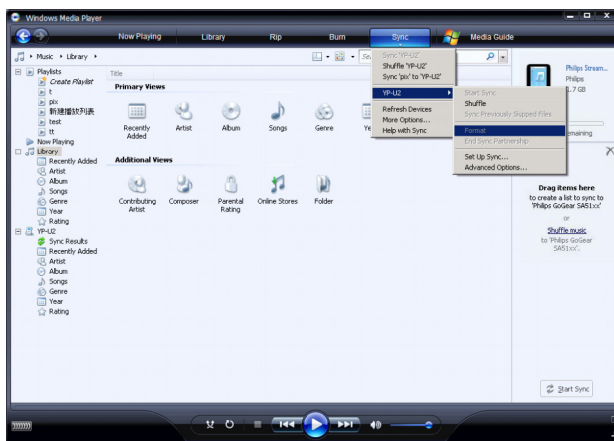 Windows Media Player
Now Playing
Library
Rip
Burn
Sync
Media Guide
Music
Library
Sync 'YP-U2'
Shuffle 'YP-U2'
Sync 'pix' to 'YP-U2'
YP-U2
Refresh Devices
More Options...
Help with Sync
Start Sync
Shuffle
Sync Previously Skipped files
Format
End Sync Partnership
Set Up Sync...
Advanced Options...
Playlists
Create Playlist
t
pix
新建播放列表
test
tt
Now Playing
Library
Recently Added
Artist
Album
Songs
Genre
Year
Rating
YP-U2
Sync Results
Recently Added
Artist
Album
Songs
Genre
Year
Rating
Title
Primary Views
Recently Added
Artist
Album
Songs
Genre
Additional Views
Contributing Artist
Composer
Parental Rating
Online Stores
Folder
Philips Stream...
Philips
Drag items here
to create a list to sync to
'Philips GoGear SA51xx'
or
Shuffle music
to 'Philips GoGear
SA51xx'.
Start Sync